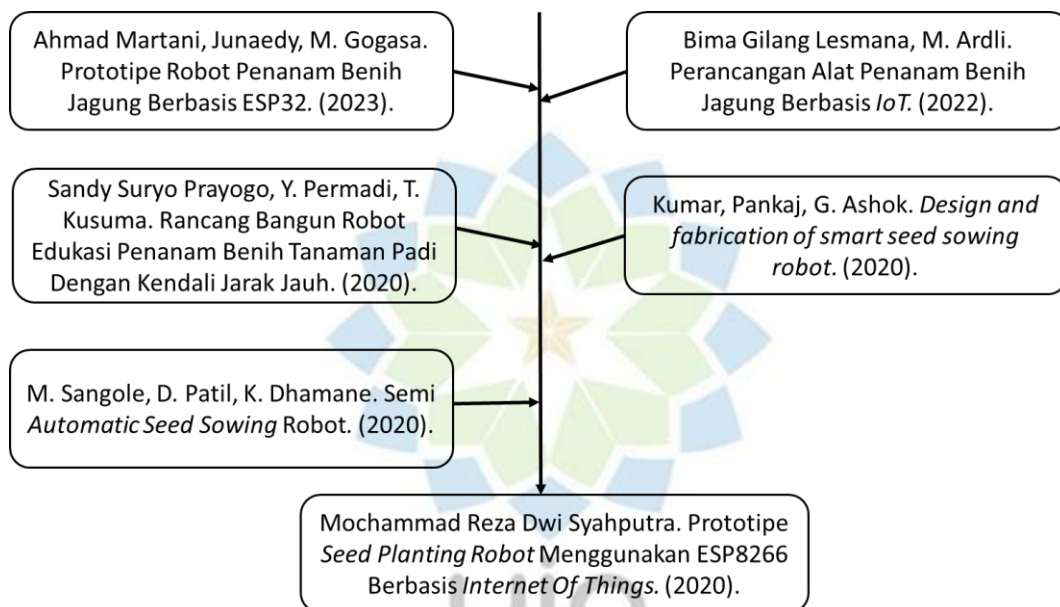 Ahmad Martani, Junaedy, M. Gogasa.
Prototipe Robot Penanam Benih
Jagung Berbasis ESP32. (2023).
Bima Gilang Lesmana, M. Ardli.
Perancangan Alat Penanam Benih
Jagung Berbasis IoT. (2022).
Sandy Suryo Prayogo, Y. Permadi, T.
Kusuma. Rancang Bangun Robot
Edukasi Penanam Benih Tanaman Padi
Dengan Kendali Jarak Jauh. (2020).
Kumar, Pankaj, G. Ashok. Design and
fabrication of smart seed sowing
robot. (2020).
M. Sangole, D. Patil, K. Dhamane. Semi
Automatic Seed Sowing Robot. (2020).
Mochammad Reza Dwi Syahputra. Prototipe
Seed Planting Robot Menggunakan ESP8266
Berbasis Internet Of Things. (2020).